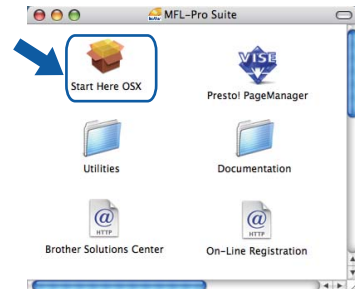 MFL-Pro Suite
Start Here OSX
VISE
Presto! PageManager
Utilities
Documentation
@
HTTP
Brother Solutions Center
@
HTTP
On-Line Registration